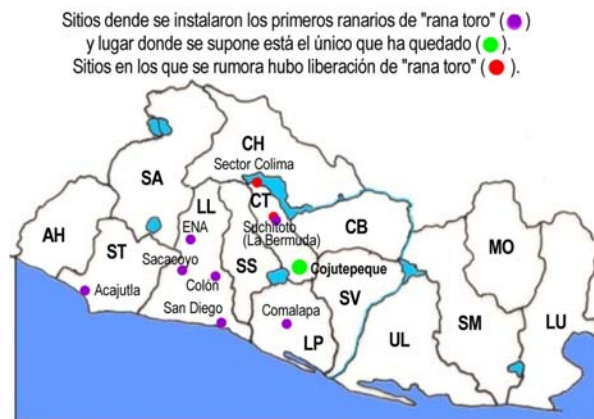 Sitios dende se instalaron los primeros ranarios de "rana toro" ( )
y lugar donde se supone está el único que ha quedado ( ).
Sitios en los que se rumora hubo liberación de "rana toro" ( ).
CH
Sector Colima
SA
LL
CT
ENA
Suchitoto
(La Bermuda)
CB
MO
AH
ST
Sacacoyo
SS
Cojutepeque
Acajutla
Colón
SV
San Diego
Comalapa
LP
UL
SM
LU